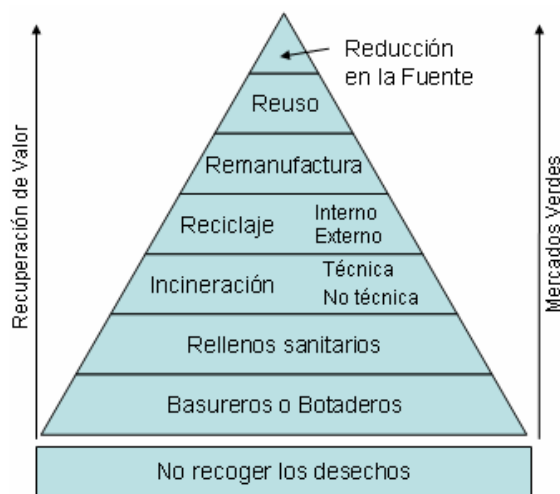 Reducción
en la Fuente
Reuso
Remanufactura
Reciclaje
Interno
Externo
Incineración
Técnica
No técnica
Rellenos sanitarios
Basureros o Botaderos
No recoger los desechos
Recuperación de Valor
Mercados Verdes